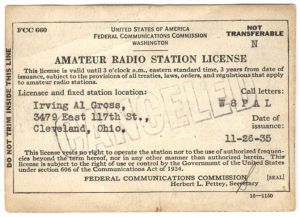 FCC 660
UNITED STATES OF AMERICA
FEDERAL COMMUNICATIONS COMMISSION
WASHINGTON
NOT TRANSFERABLE
N
AMATEUR RADIO STATION LICENSE
This license is valid until 3 o'clock a.m., eastern standard time, 3 years from date of
issuance, subject to the provisions of all treaties, laws, orders, and regulations that apply
to amateur stations.
Licensee and fixed station location:
Call letters:
Irving Al Gross,
W 8 P A L
3479 East 117th St.,
Date of issuance:
Cleveland, Ohio.
11-26-35
CANCELLED
This license vests no right to operate the station nor to use of authorized frequencies
beyond the term hereof, nor in any other manner than authorized herein. This
license is subject to the right of use or control by the Government of United States
under section 606 of the Communications Act of 1934.
FEDERAL COMMUNICATIONS COMMISSION
[SEAL]
Herbert L. Pettey, Secretary
DO NOT TRIM INSIDE THIS LINE